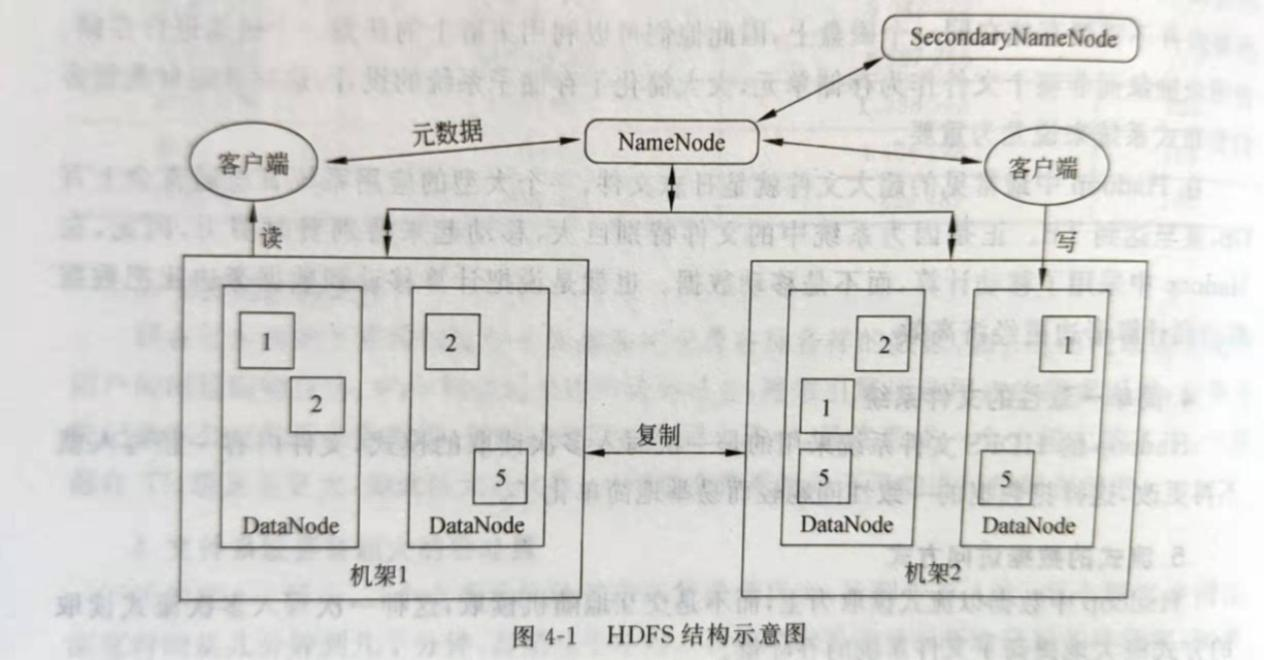 SecondaryNameNode
元数据
NameNode
客户端
客户端
读
写
1
2
2
1
2
1
复制
5
5
5
DataNode
DataNode
DataNode
DataNode
机架1
机架2
图 4-1 HDFS 结构示意图